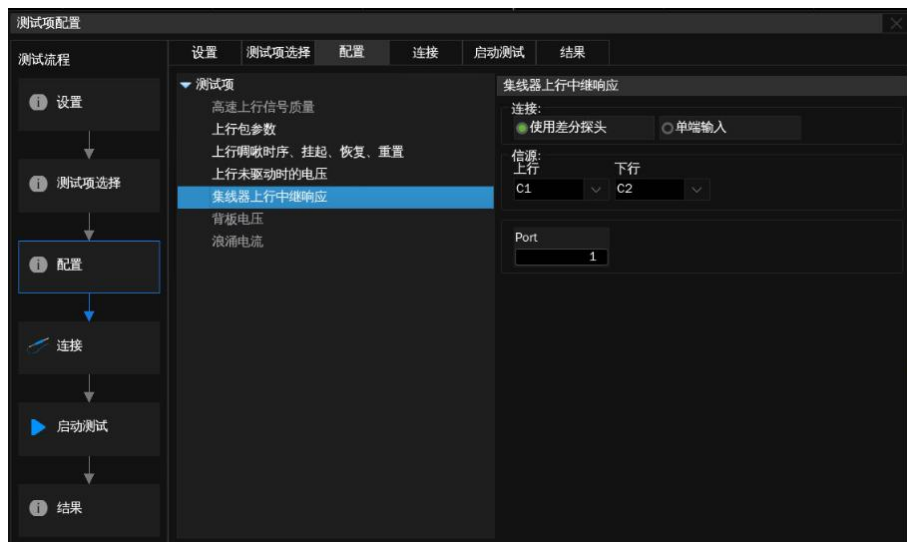 测试项配置
测试流程
设置
测试项选择
配置
连接
启动测试
结果
设置 测试项选择 配置 连接 启动测试 结果
测试项
高速上行信号质量
上行包参数
上行啁啾时序、挂起、恢复、重置
上行未驱动时的电压
集线器上行中继响应
背板电压
浪涌电流
集线器上行中继响应
连接:
使用差分探头 单端输入
信源:
上行 下行
C1 C2
Port
1